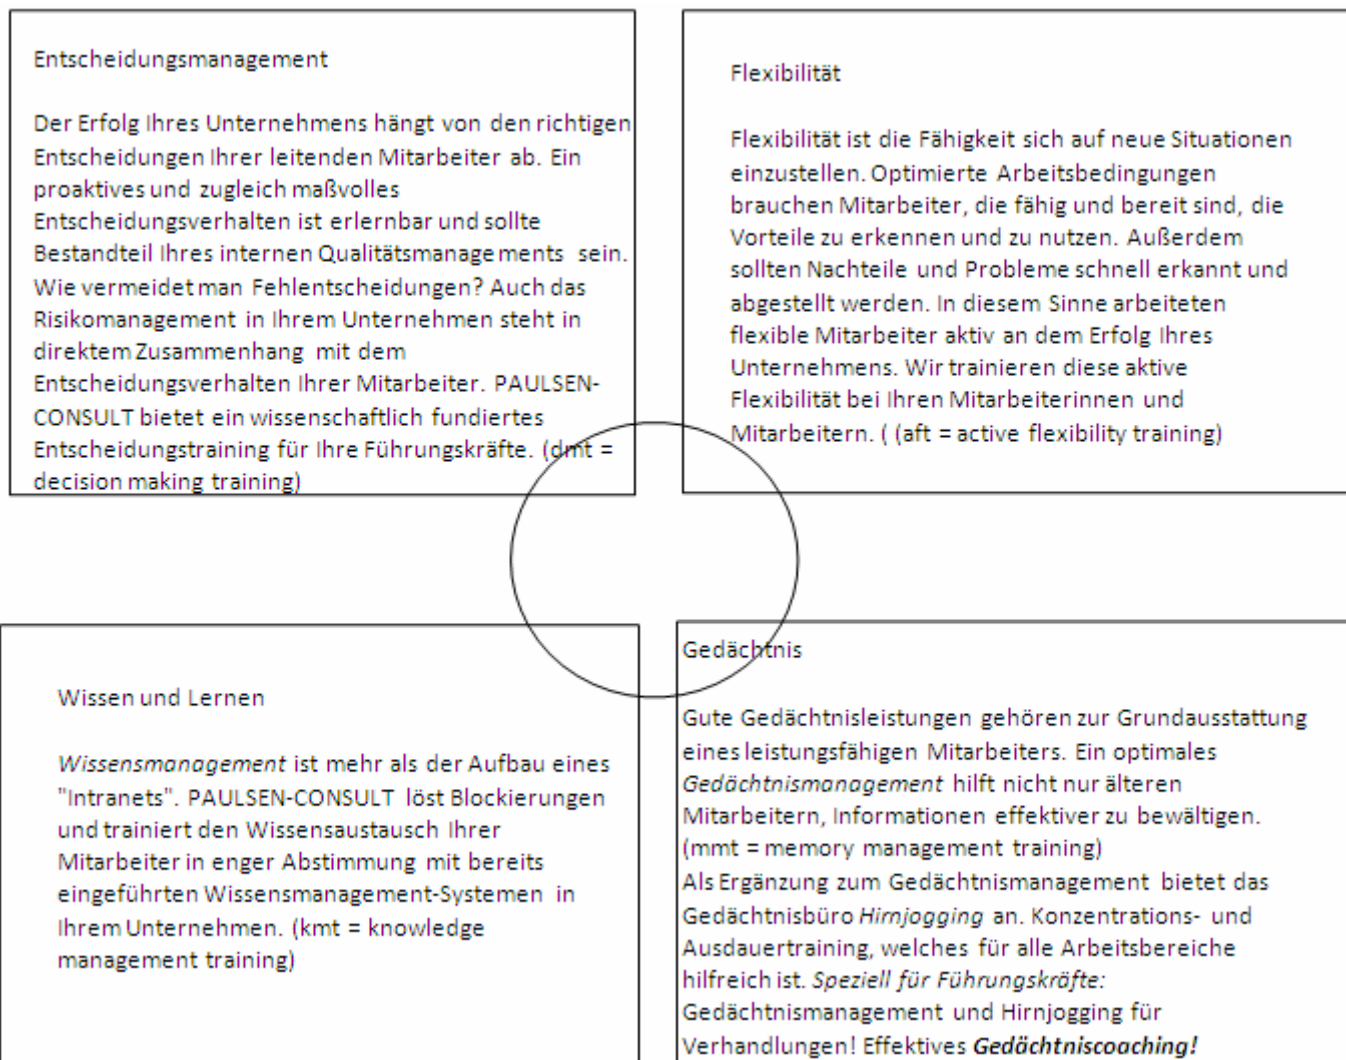 Entscheidungsmanagement
Der Erfolg Ihres Unternehmens hängt von den richtigen
Entscheidungen Ihrer leitenden Mitarbeiter ab. Ein
proaktives und zugleich maßvolles
Entscheidungsverhalten ist erlernbar und sollte
Bestandteil Ihres internen Qualitätsmanagements sein.
Wie vermeidet man Fehlentscheidungen? Auch das
Risikomanagement in Ihrem Unternehmen steht in
direktem Zusammenhang mit dem
Entscheidungsverhalten Ihrer Mitarbeiter. PAULSEN-
CONSULT bietet ein wissenschaftlich fundiertes
Entscheidungstraining für Ihre Führungskräfte. (dmt =
decision making training)
Flexibilität
Flexibilität ist die Fähigkeit sich auf neue Situationen
einzustellen. Optimierte Arbeitsbedingungen
brauchen Mitarbeiter, die fähig und bereit sind, die
Vorteile zu erkennen und zu nutzen. Außerdem
sollten Nachteile und Probleme schnell erkannt und
abgestellt werden. In diesem Sinne arbeiteten
flexible Mitarbeiter aktiv an dem Erfolg Ihres
Unternehmens. Wir trainieren diese aktive
Flexibilität bei Ihren Mitarbeiterinnen und
Mitarbeitern. ( (aft = active flexibility training)
Wissen und Lernen
Wissensmanagement ist mehr als der Aufbau eines
"Intranets". PAULSEN-CONSULT löst Blockierungen
und trainiert den Wissensaustausch Ihrer
Mitarbeiter in enger Abstimmung mit bereits
eingeführten Wissensmanagement-Systemen in
Ihrem Unternehmen. (kmt = knowledge
management training)
Gedächtnis
Gute Gedächtnisleistungen gehören zur Grundausstattung
eines leistungsfähigen Mitarbeiters. Ein optimales
Gedächtnismanagement hilft nicht nur älteren
Mitarbeitern, Informationen effektiver zu bewältigen.
(mmt = memory management training)
Als Ergänzung zum Gedächtnismanagement bietet das
Gedächtnisbüro Hirnjogging an. Konzentrations- und
Ausdauertraining, welches für alle Arbeitsbereiche
hilfreich ist. Speziell für Führungskräfte:
Gedächtnismanagement und Hirnjogging für
Verhandlungen! Effektives Gedächtniscoaching!